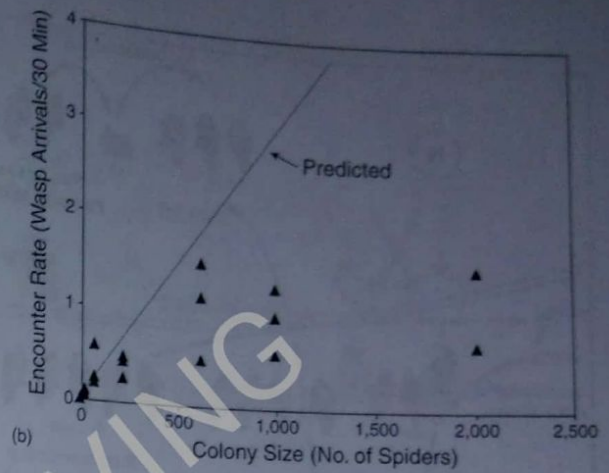 Encounter Rate (Wasp Arrivals/30 Min)
4
3
2
1
0
Predicted
0
500
1,000
1,500
2,000
2,500
Colony Size (No. of Spiders)
(b)
YING